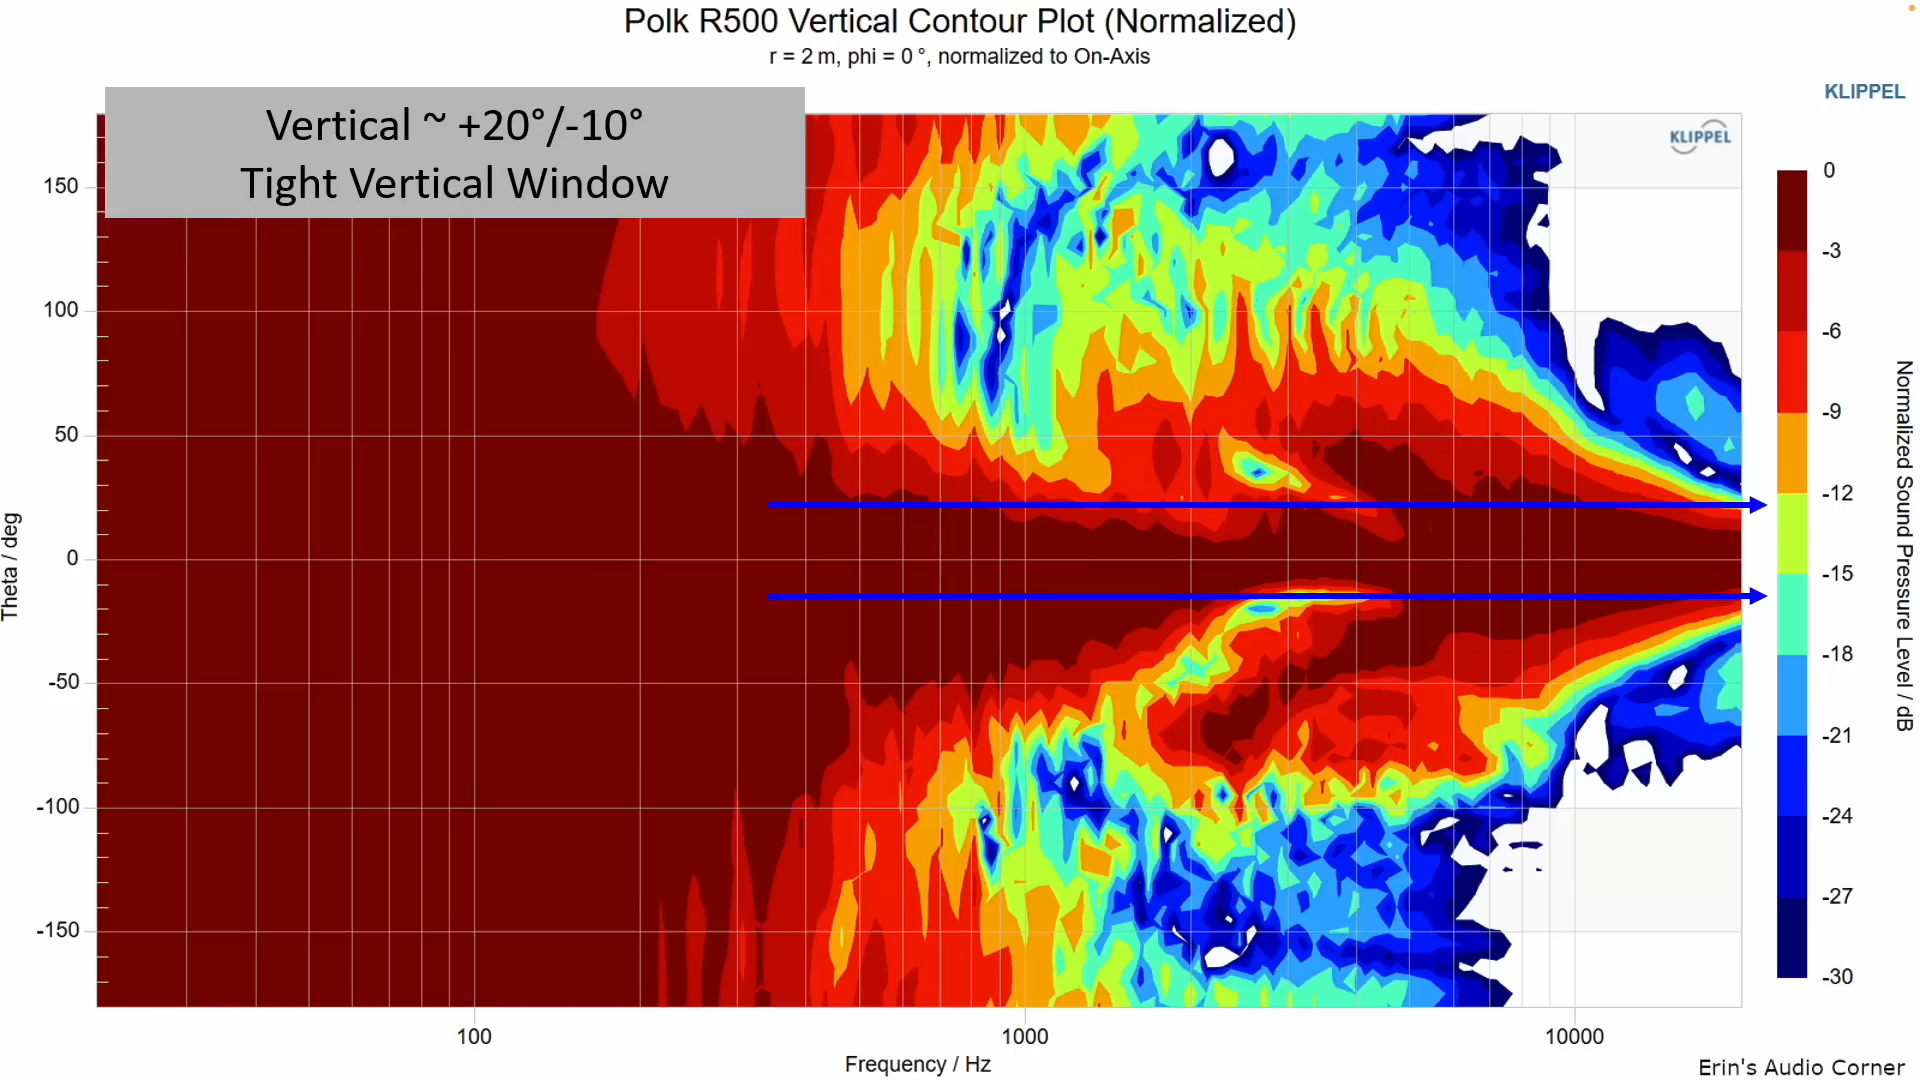 Polk R500 Vertical Contour Plot (Normalized)
r = 2 m, phi = 0 °, normalized to On-Axis
Vertical ~ +20°/-10°
Tight Vertical Window
KLIPPEL
KLIPPEL
150
100
50
0
-50
-100
-150
Theta / deg
100
1000
10000
Frequency / Hz
0
-3
-6
-9
-12
-15
-18
-21
-24
-27
-30
Normalized Sound Pressure Level / dB
Erin's Audio Corner